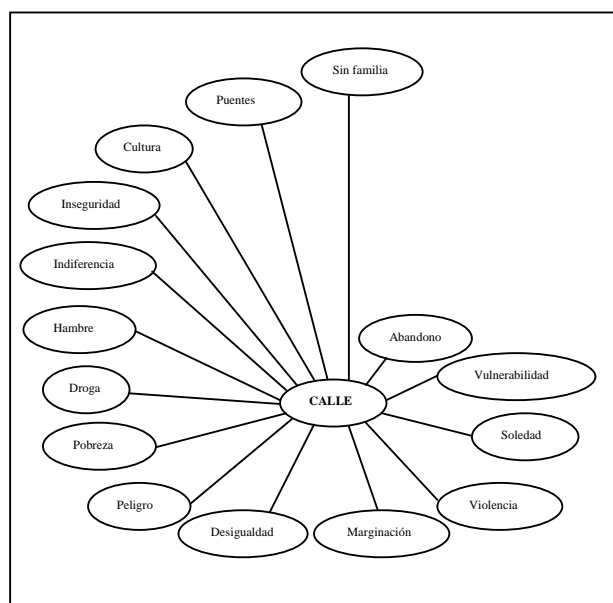 Sin familia
Puentes
Cultura
Inseguridad
Indiferencia
Hambre
Abandono
Vulnerabilidad
Droga
CALLE
Soledad
Pobreza
Peligro
Violencia
Desigualdad
Marginación